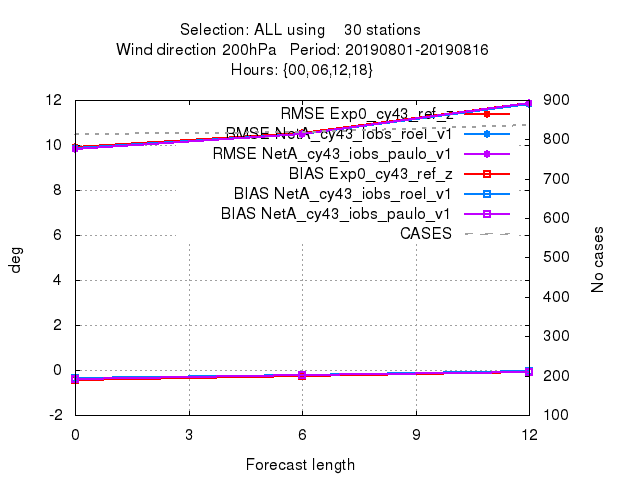 Selection: ALL using 30 stations
Wind direction 200hPa Period: 20190801-20190816
Hours: {00,06,12,18}
RMSE Exp0_cy43_ref_z
RMSE NetA_cy43_iobs_roel_v1
RMSE NetA_cy43_iobs_paulo_v1
BIAS Exp0_cy43_ref_z
BIAS NetA_cy43_iobs_roel_v1
BIAS NetA_cy43_iobs_paulo_v1
CASES
deg
12
10
8
6
4
2
0
-2
900
800
700
600
500
400
300
200
100
No cases
0 3 6 9 12
Forecast length